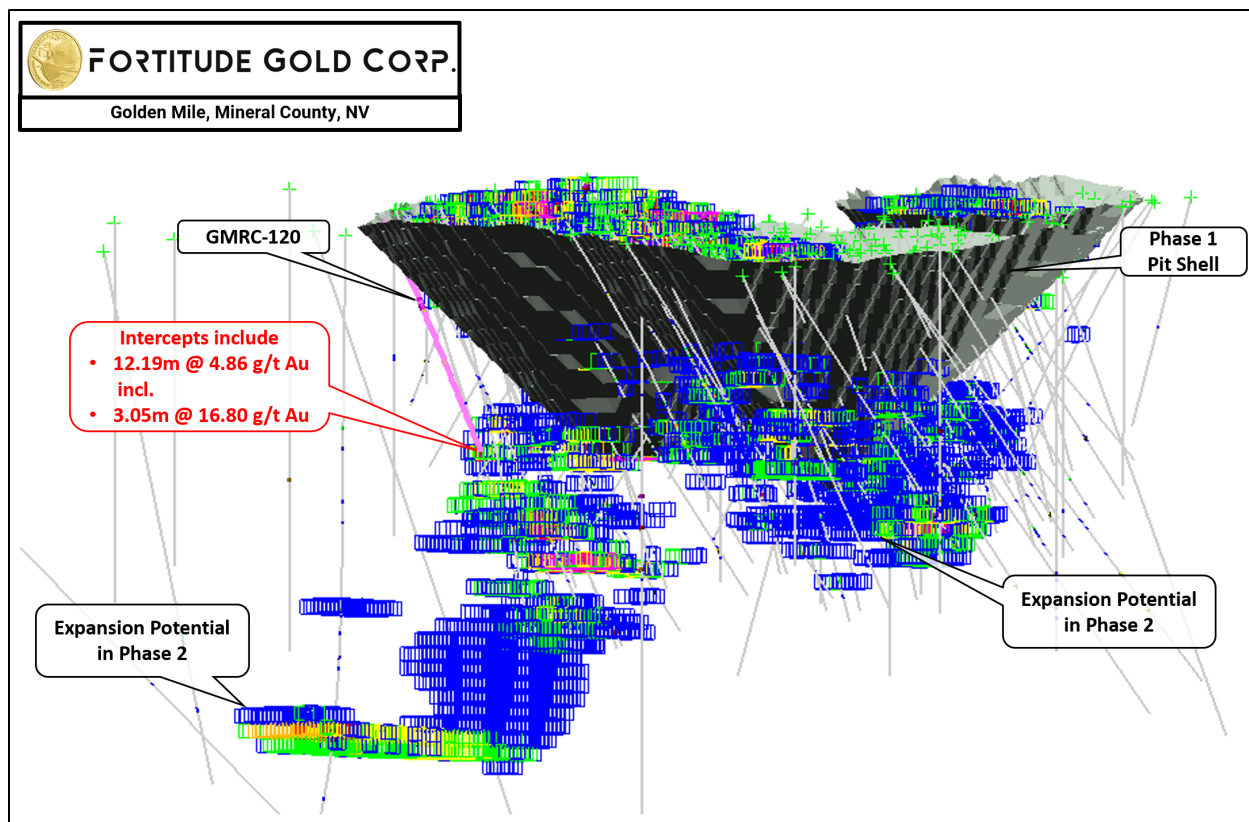 FORTITUDE GOLD CORP.
Golden Mile, Mineral County, NV
GMRC-120
Phase 1
Pit Shell
Intercepts include
• 12.19m @ 4.86 g/t Au
incl.
• 3.05m @ 16.80 g/t Au
Expansion Potential
in Phase 2
Expansion Potential
in Phase 2